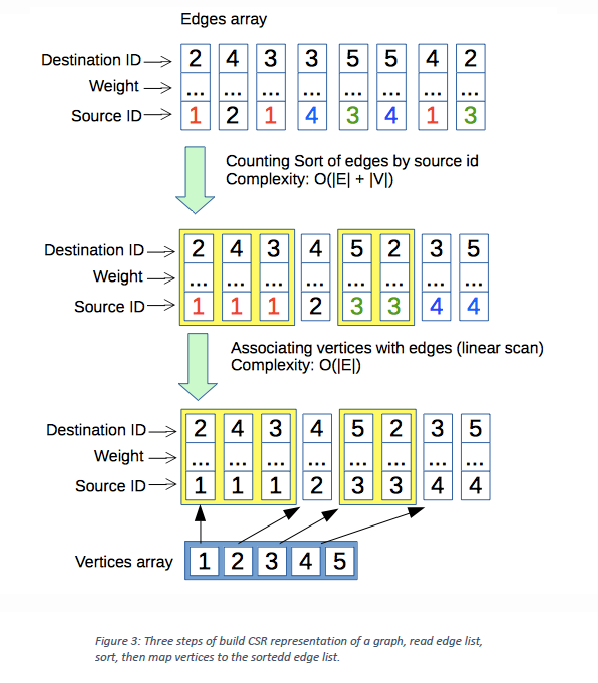 Edges array
Destination ID 2 4 3 3 5 5 4 2
Weight ... ... ... ... ... ... ... ...
Source ID 1 2 1 4 3 4 1 3
Counting Sort of edges by source id
Complexity: O(|E| + |V|)
Destination ID 2 4 3 4 5 2 3 5
Weight ... ... ... ... ... ... ... ...
Source ID 1 1 1 2 3 3 4 4
Associating vertices with edges (linear scan)
Complexity: O(|E|)
Destination ID 2 4 3 4 5 2 3 5
Weight ... ... ... ... ... ... ... ...
Source ID 1 1 1 2 3 3 4 4
Vertices array 1 2 3 4 5
Figure 3: Three steps of build CSR representation of a graph, read edge list,
sort, then map vertices to the sortedd edge list.